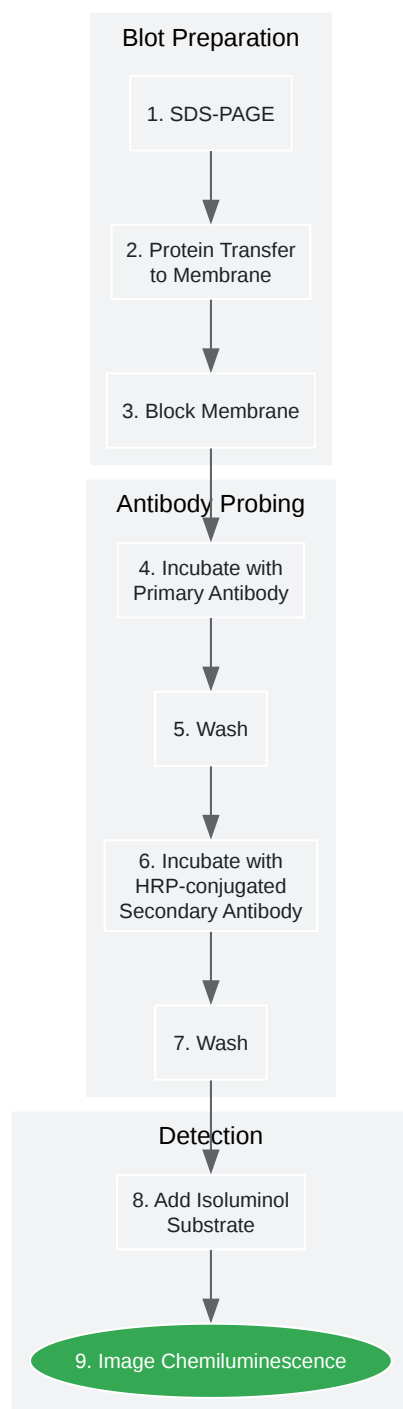 Blot Preparation
1. SDS-PAGE
2. Protein Transfer
to Membrane
3. Block Membrane
Antibody Probing
4. Incubate with
Primary Antibody
5. Wash
6. Incubate with
HRP-conjugated
Secondary Antibody
7. Wash
Detection
8. Add Isoluminol
Substrate
9. Image Chemiluminescence